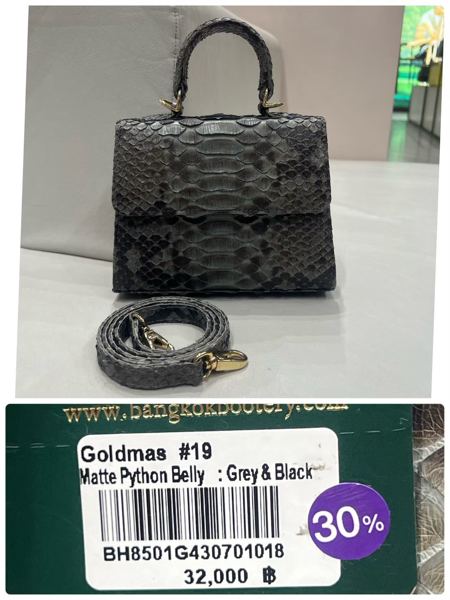 www.bangkokbootery.com
Goldmas #19
Matte Python Belly : Grey & Black
BH8501G430701018
32,000 ฿
30%